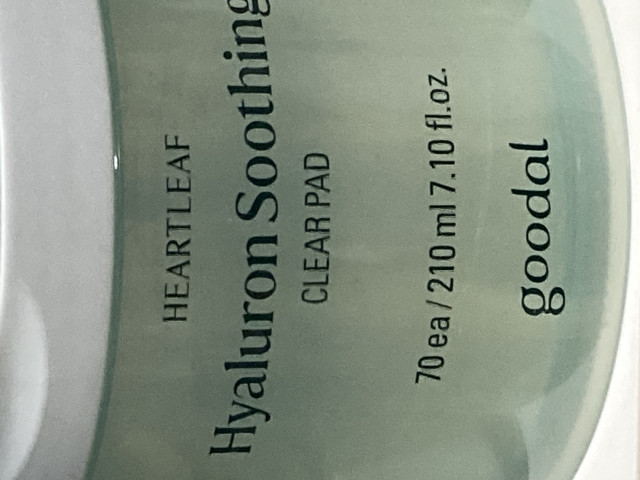 HEARTLEAF
Hyaluron Soothing
CLEAR PAD
70 ea / 210 ml 7.10 fl.oz.
goodal